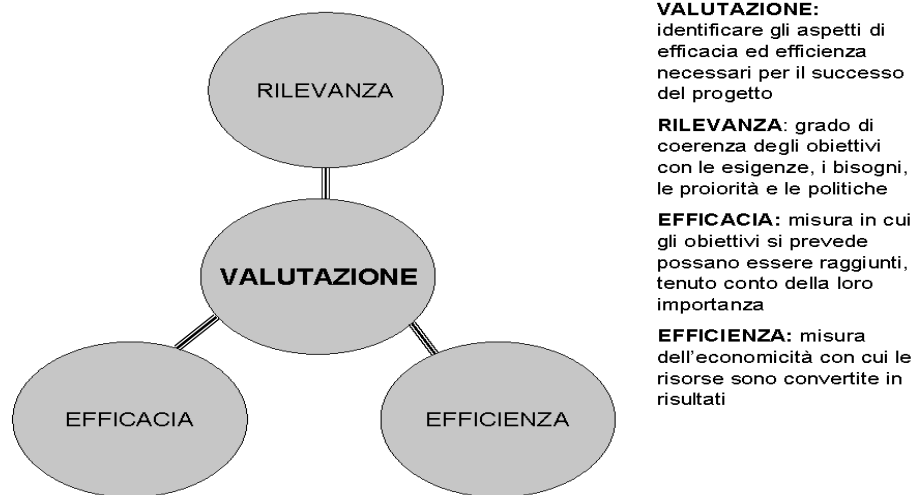 RILEVANZA
VALUTAZIONE
EFFICACIA
EFFICIENZA
VALUTAZIONE:
identificare gli aspetti di
efficacia ed efficienza
necessari per il successo
del progetto
RILEVANZA: grado di
coerenza degli obiettivi
con le esigenze, i bisogni,
le proiorità e le politiche
EFFICACIA: misura in cui
gli obiettivi si prevede
possano essere raggiunti,
tenuto conto della loro
importanza
EFFICIENZA: misura
dell'economicità con cui le
risorse sono convertite in
risultati